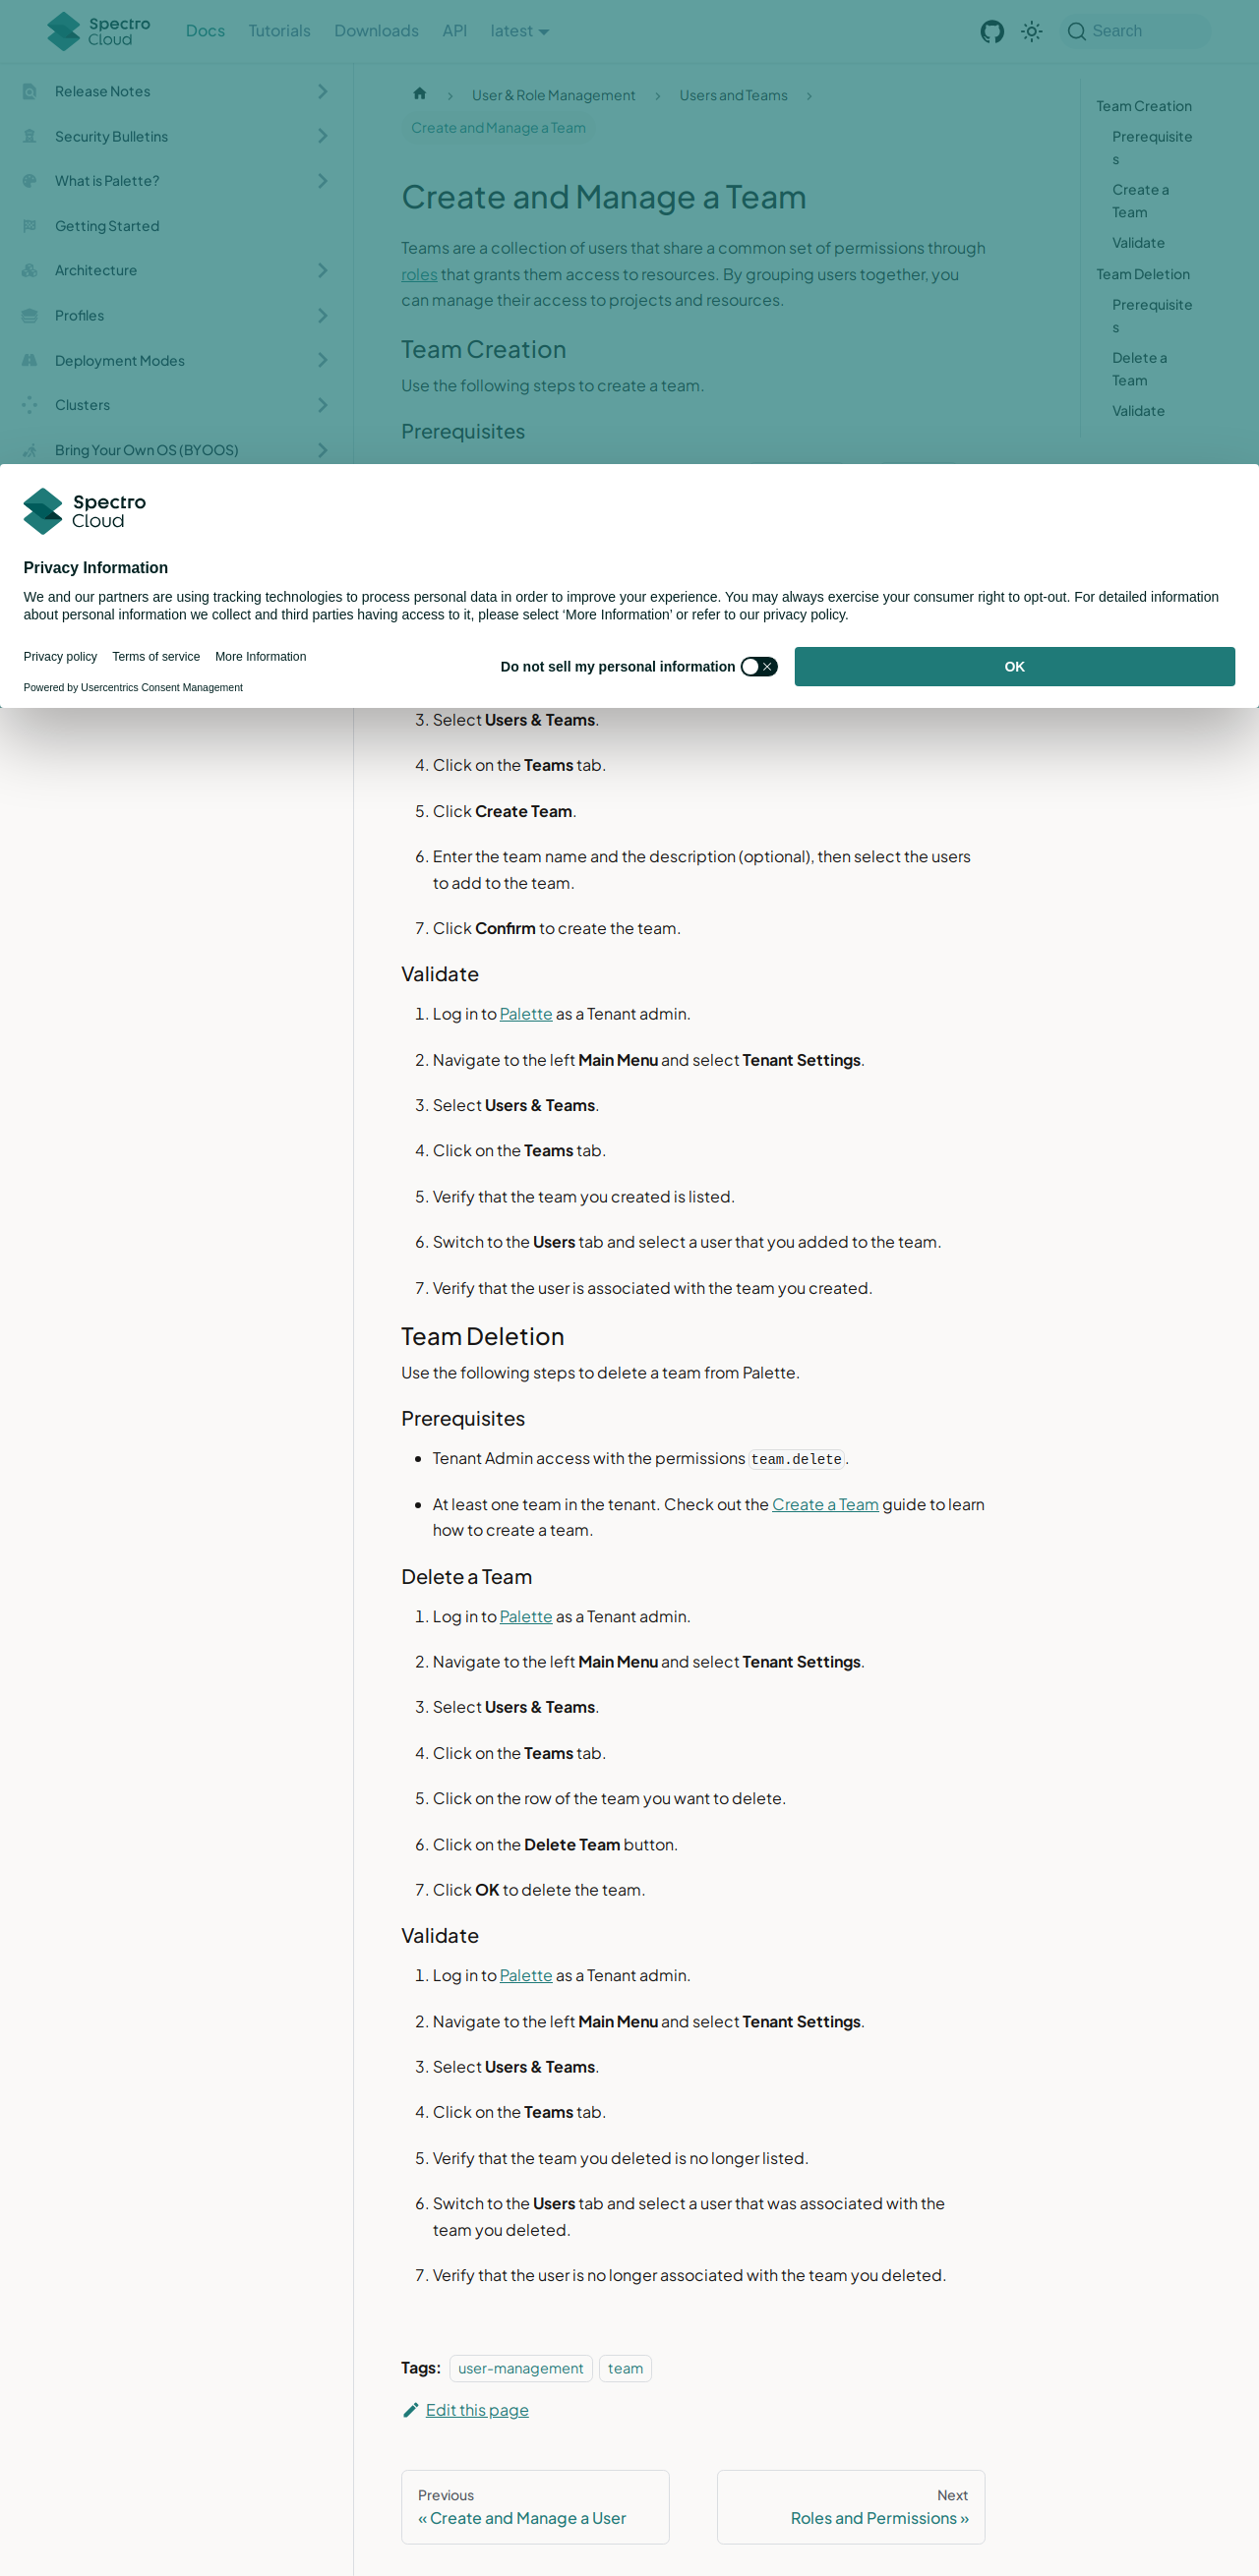 Spectro Cloud
Docs
Tutorials
Downloads
API
latest
Search
Release Notes
Security Bulletins
What is Palette?
Getting Started
Architecture
Profiles
Deployment Modes
Clusters
Bring Your Own OS (BYOOS)
User & Role Management
Users and Teams
Create and Manage a Team
Create and Manage a Team
Teams are a collection of users that share a common set of permissions through
roles that grants them access to resources. By grouping users together, you
can manage their access to projects and resources.
Team Creation
Use the following steps to create a team.
Prerequisites
Team Creation
Prerequisite
s
Create a
Team
Validate
Team Deletion
Prerequisite
s
Delete a
Team
Validate
Spectro
Cloud
Privacy Information
We and our partners are using tracking technologies to process personal data in order to improve your experience. You may always exercise your consumer right to opt-out. For detailed information
about personal information we collect and third parties having access to it, please select ‘More Information’ or refer to our privacy policy.
Privacy policy
Terms of service
More Information
Powered by Usercentrics Consent Management
Do not sell my personal information
OK
3. Select Users & Teams.
4. Click on the Teams tab.
5. Click Create Team.
6. Enter the team name and the description (optional), then select the users
to add to the team.
7. Click Confirm to create the team.
Validate
1. Log in to Palette as a Tenant admin.
2. Navigate to the left Main Menu and select Tenant Settings.
3. Select Users & Teams.
4. Click on the Teams tab.
5. Verify that the team you created is listed.
6. Switch to the Users tab and select a user that you added to the team.
7. Verify that the user is associated with the team you created.
Team Deletion
Use the following steps to delete a team from Palette.
Prerequisites
• Tenant Admin access with the permissions team.delete.
• At least one team in the tenant. Check out the Create a Team guide to learn
how to create a team.
Delete a Team
1. Log in to Palette as a Tenant admin.
2. Navigate to the left Main Menu and select Tenant Settings.
3. Select Users & Teams.
4. Click on the Teams tab.
5. Click on the row of the team you want to delete.
6. Click on the Delete Team button.
7. Click OK to delete the team.
Validate
1. Log in to Palette as a Tenant admin.
2. Navigate to the left Main Menu and select Tenant Settings.
3. Select Users & Teams.
4. Click on the Teams tab.
5. Verify that the team you deleted is no longer listed.
6. Switch to the Users tab and select a user that was associated with the
team you deleted.
7. Verify that the user is no longer associated with the team you deleted.
Tags: user-management team
Edit this page
Previous
« Create and Manage a User
Next
Roles and Permissions »